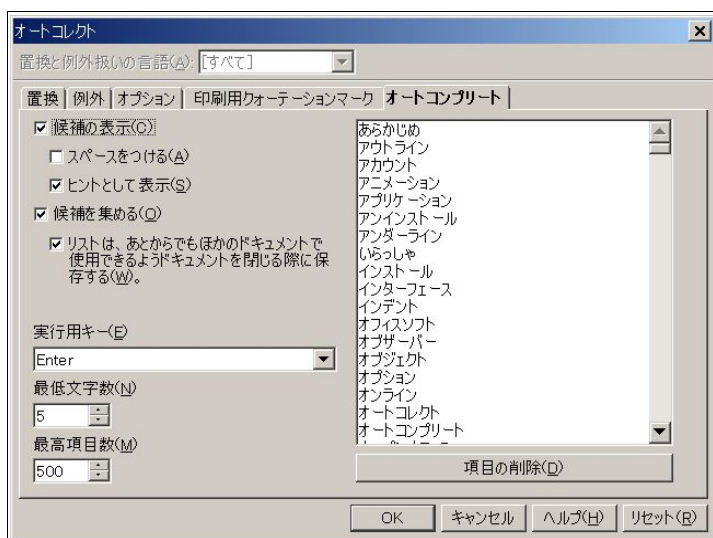 オートコレクト
置換と例外扱いの言語(A): [すべて]
置換 例外 オプション 印刷用クォーテーションマーク オートコンプリート
候補の表示(C)
スペースをつける(A)
ヒントとして表示(S)
候補を集める(O)
リストは、あとからでもほかのドキュメントで
使用できるようドキュメントを閉じる際に保
存する(W)。
実行用キー(E)
Enter
最低文字数(N)
5
最高項目数(M)
500
あらかじめ
アウトライン
アカウント
アニメーション
アプリケーション
アンインストール
アンダーライン
いらっしゃ
インストール
インターフェース
インデント
オフィスソフト
オブザーバー
オブジェクト
オプション
オンライン
オートコレクト
オートコンプリート
項目の削除(D)
OK キャンセル ヘルプ(H) リセット(R)